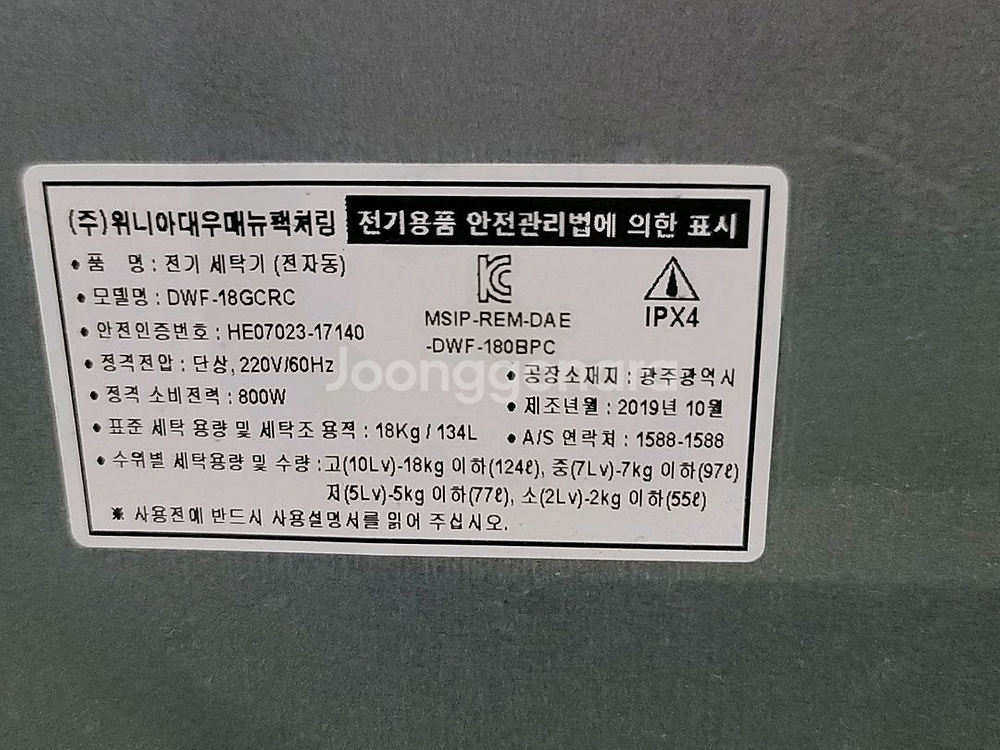 (주)위니아대우매뉴팩처링 전기용품 안전관리법에 의한 표시
• 품 명 : 전기 세탁기 (전자동)
• 모델명 : DWF-18GCRC
• 안전인증번호 : HE07023-17140
• 정격전압 : 단상, 220V/60Hz
• 정격 소비전력 : 800W
MSIP-REM-DAE
-DWF-180BPC
IPX4
• 공장소재지 : 광주광역시
• 제조년월 : 2019년 10월
• 표준 세탁 용량 및 세탁조 용적 : 18Kg / 134L
• A/S 연락처 : 1588-1588
• 수위별 세탁용량 및 수량 : 고(10Lv)-18kg 이하(124ℓ), 중(7Lv)-7kg 이하(97ℓ)
저(5Lv)-5kg 이하(77ℓ), 소(2Lv)-2kg 이하(55ℓ)
※ 사용전에 반드시 사용설명서를 읽어 주십시오.
Joonggonara